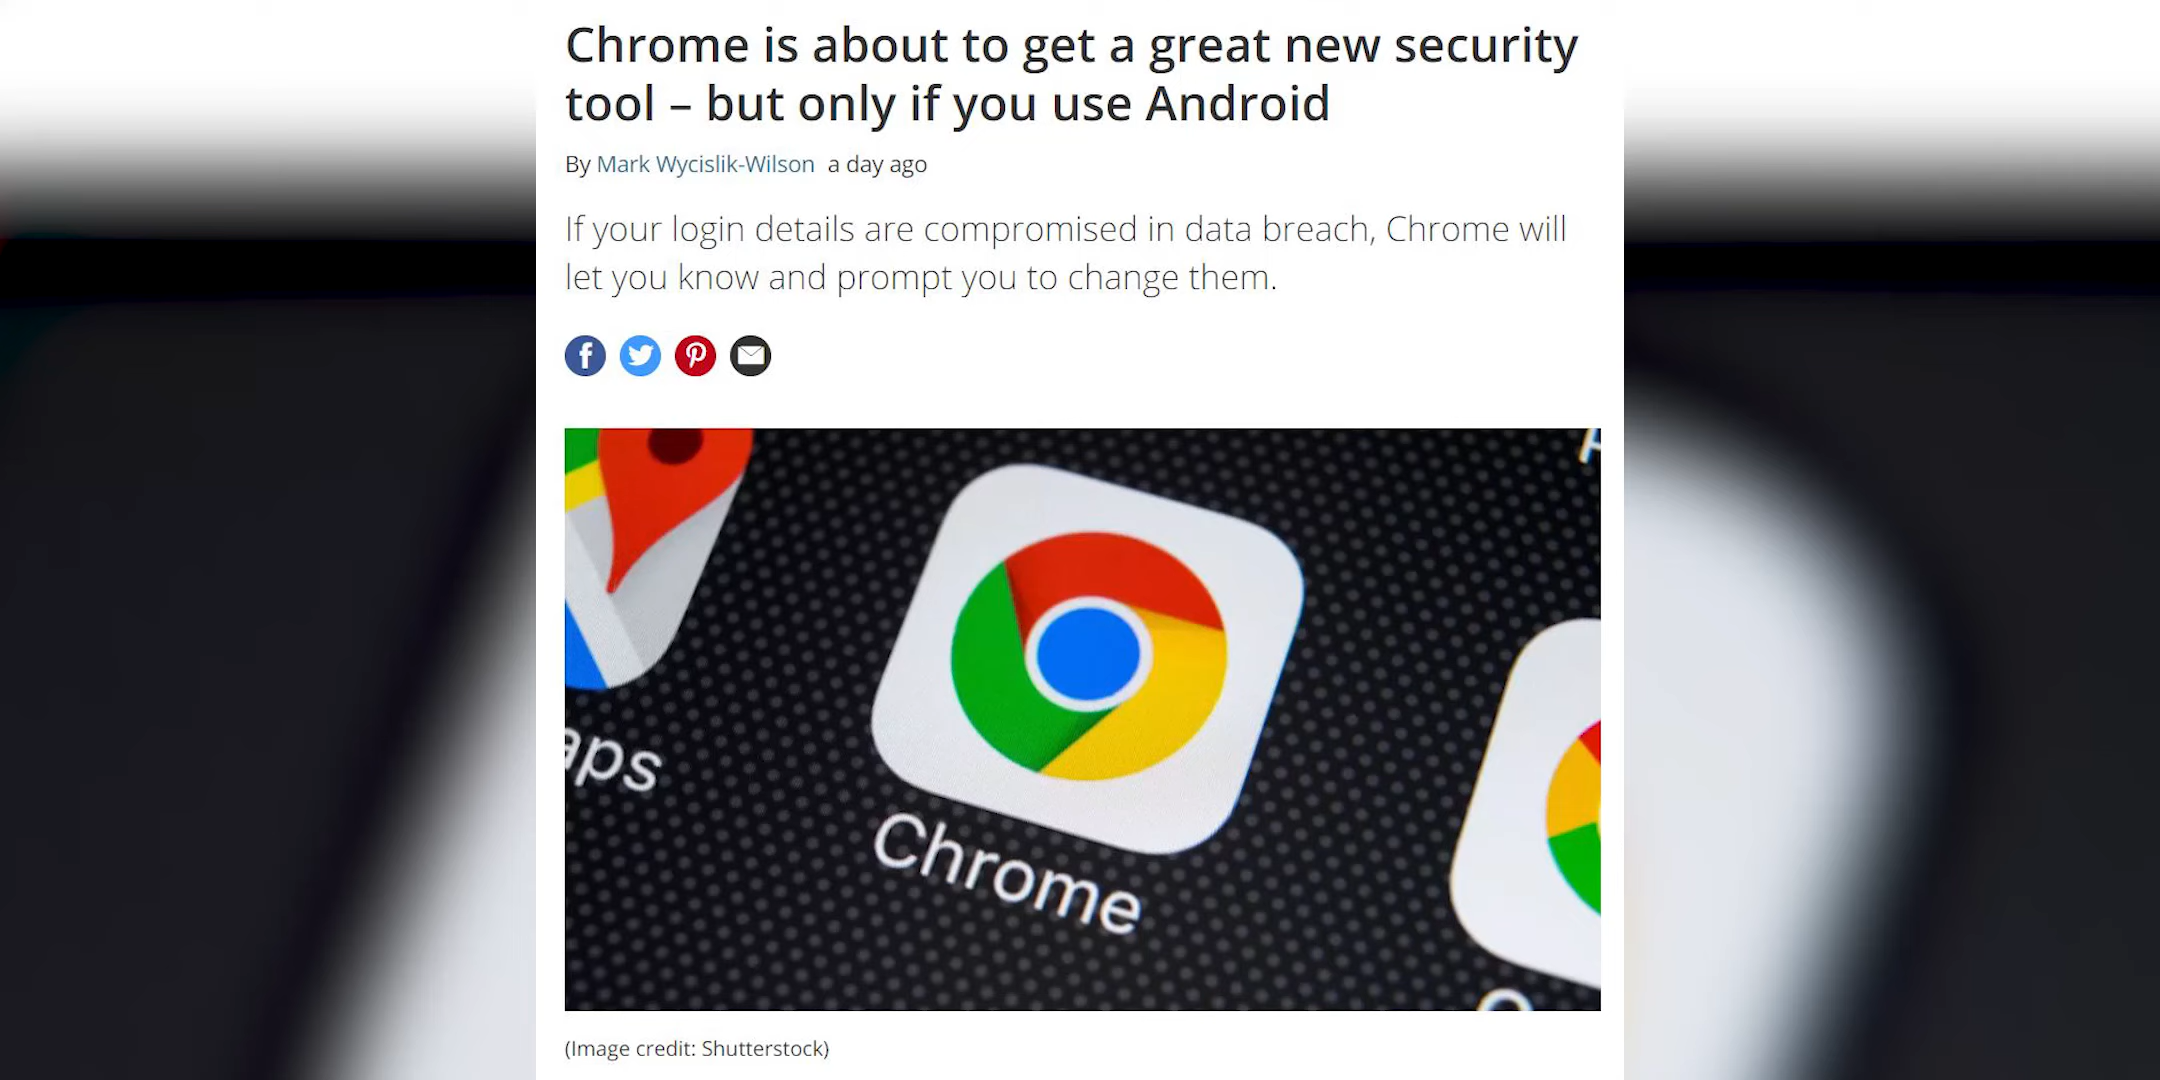 Chrome is about to get a great new security
tool – but only if you use Android
By Mark Wycislik-Wilson a day ago
If your login details are compromised in data breach, Chrome will
let you know and prompt you to change them.
aps
Chrome
(Image credit: Shutterstock)